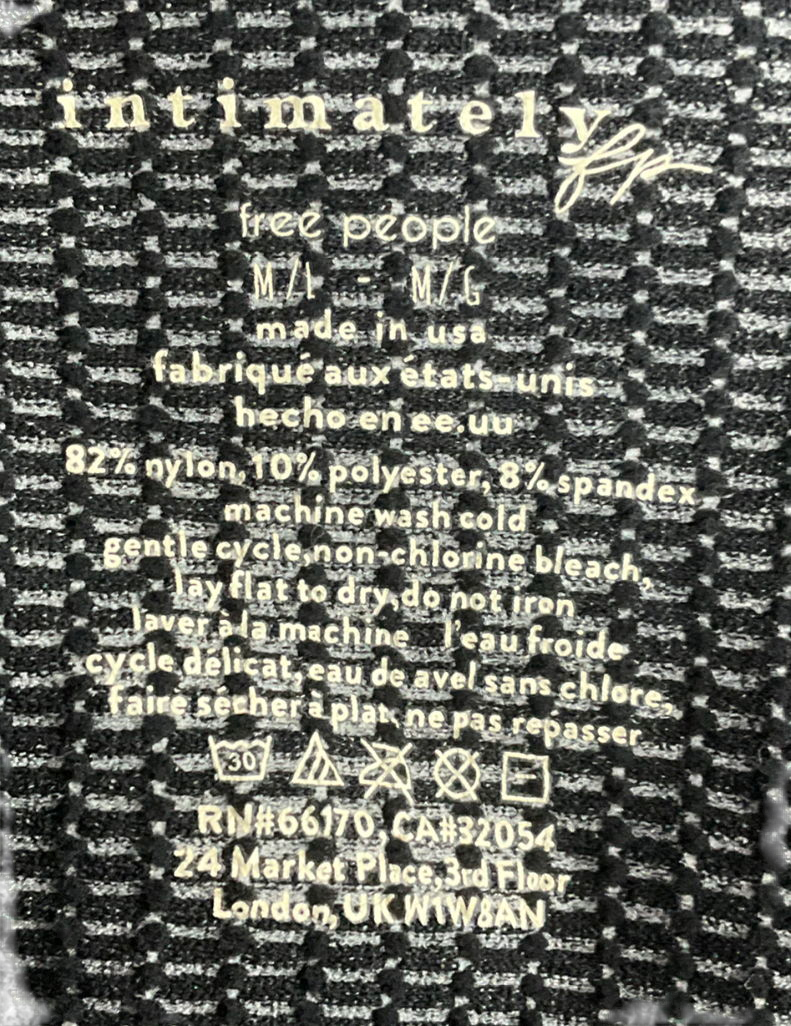 intimately
fp
free people
M/L - M/G
made in usa
fabriqué aux états-unis
hecho en ee.uu
82% nylon,10% polyester, 8% spandex
machine wash cold
gentle cycle,non-chlorine bleach,
lay flat to dry,do not iron
laver à la machine l'eau froide
cycle délicat,eau de avel sans chlore,
faire sécher à plat, ne pas repasser
30
RN#66170,CA#32054
24 Market Place,3rd Floor
London,UK W1W8AN